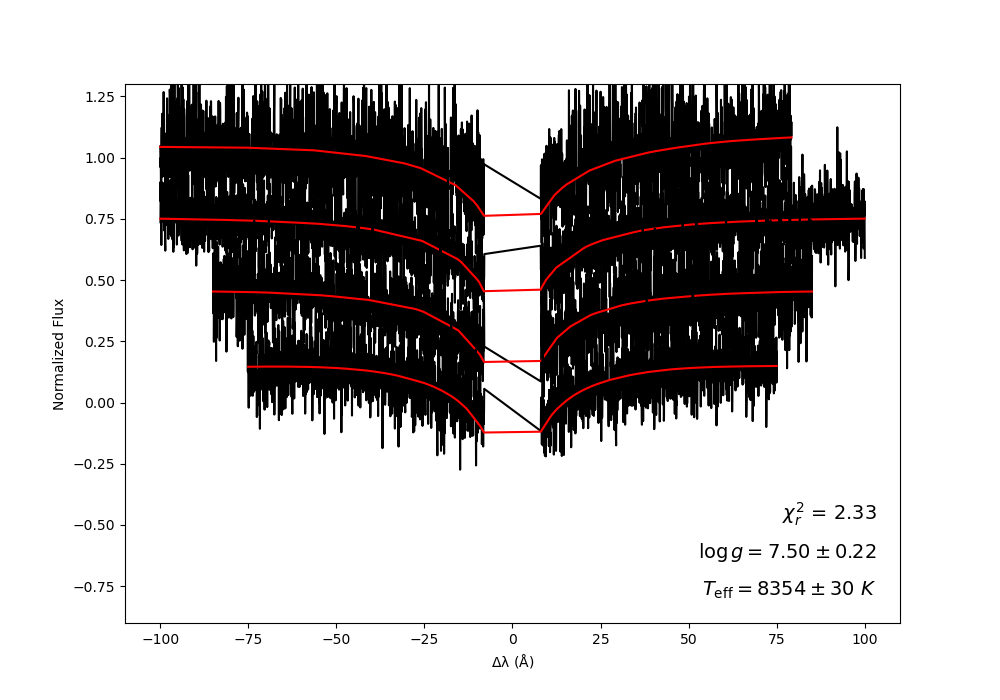 1.25
1.00
0.75
0.50
0.25
0.00
−0.25
−0.50
−0.75
Normalized Flux
χ²ᵣ = 2.33
log g = 7.50 ± 0.22
T_eff = 8354 ± 30 K
−100 −75 −50 −25 0 25 50 75 100
Δλ (Å)